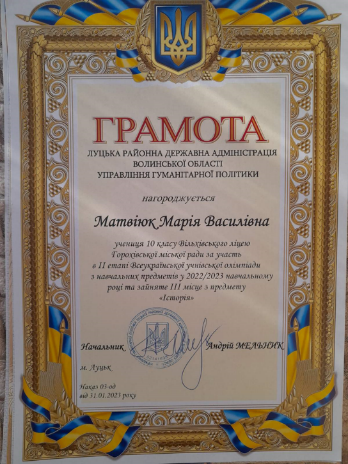 ГРАМОТА
ЛУЦЬКА РАЙОННА ДЕРЖАВНА АДМІНІСТРАЦІЯ
ВОЛИНСЬКОЇ ОБЛАСТІ
УПРАВЛІННЯ ГУМАНІТАРНОЇ ПОЛІТИКИ
нагороджується
Матвіюк Марія Василівна
учениця 10 класу Вільхівського ліцею
Горохівської міської ради за участь
в ІІ етапі Всеукраїнської учнівської олімпіади
з навчальних предметів у 2022/2023 навчальному
році та зайняте ІІІ місце з предмету
«Історія»
Начальник Андрій МЕЛЬНИК
м. Луцьк
Наказ 03-од
від 31.01.2023 року